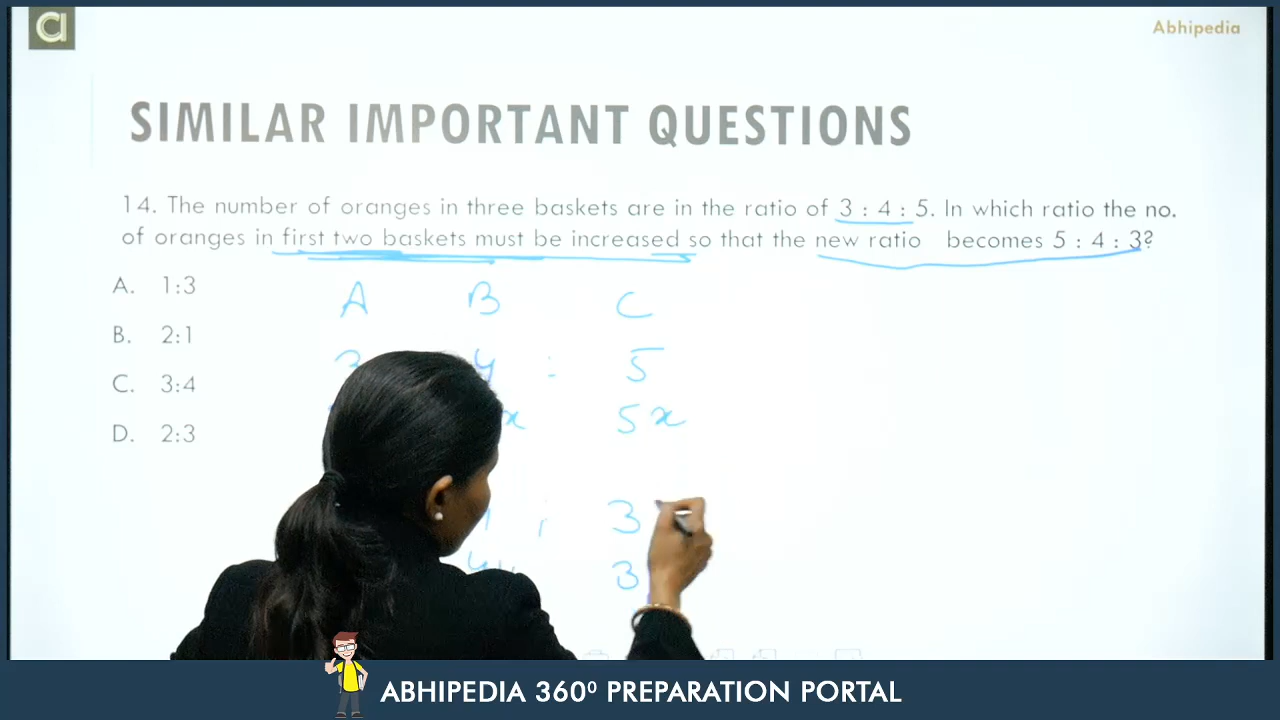 Abhipedia
SIMILAR IMPORTANT QUESTIONS
14. The number of oranges in three baskets are in the ratio of 3 : 4 : 5. In which ratio the no.
of oranges in first two baskets must be increased so that the new ratio becomes 5 : 4 : 3?
A. 1:3
B. 2:1
C. 3:4
D. 2:3
A B C
3 4 : 5
x 5x
: 3
3
ABHIPEDIA 360⁰ PREPARATION PORTAL